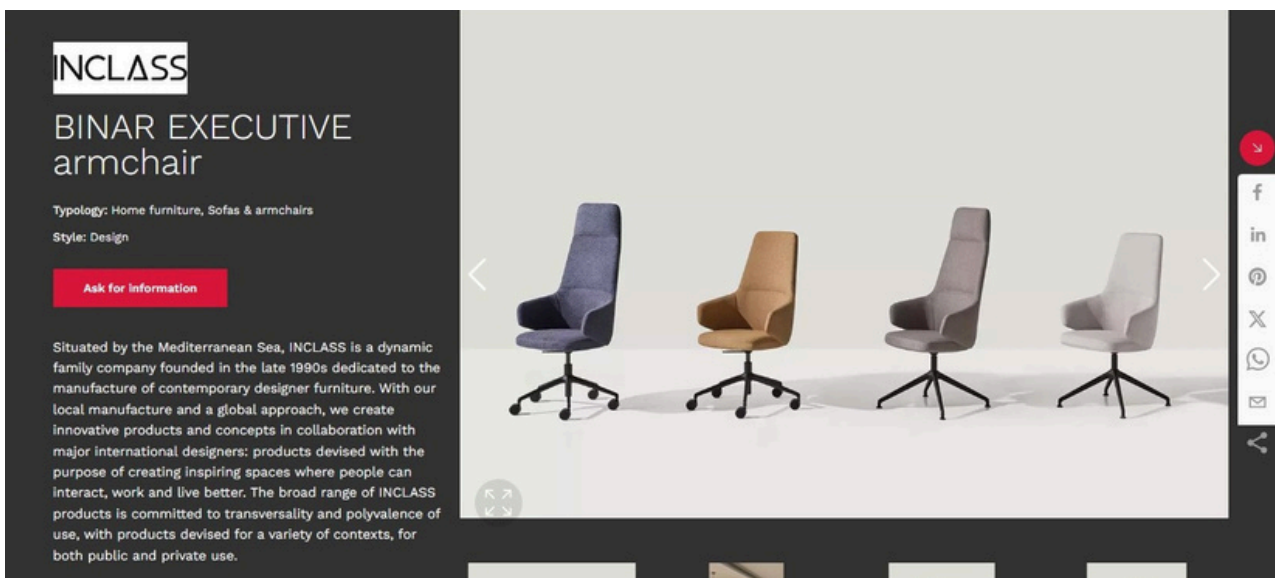 INCLASS
BINAR EXECUTIVE
armchair
Typology: Home furniture, Sofas & armchairs
Style: Design
Ask for information
Situated by the Mediterranean Sea, INCLASS is a dynamic
family company founded in the late 1990s dedicated to the
manufacture of contemporary designer furniture. With our
local manufacture and a global approach, we create
innovative products and concepts in collaboration with
major international designers: products devised with the
purpose of creating inspiring spaces where people can
interact, work and live better. The broad range of INCLASS
products is committed to transversality and polyvalence of
use, with products devised for a variety of contexts, for
both public and private use.